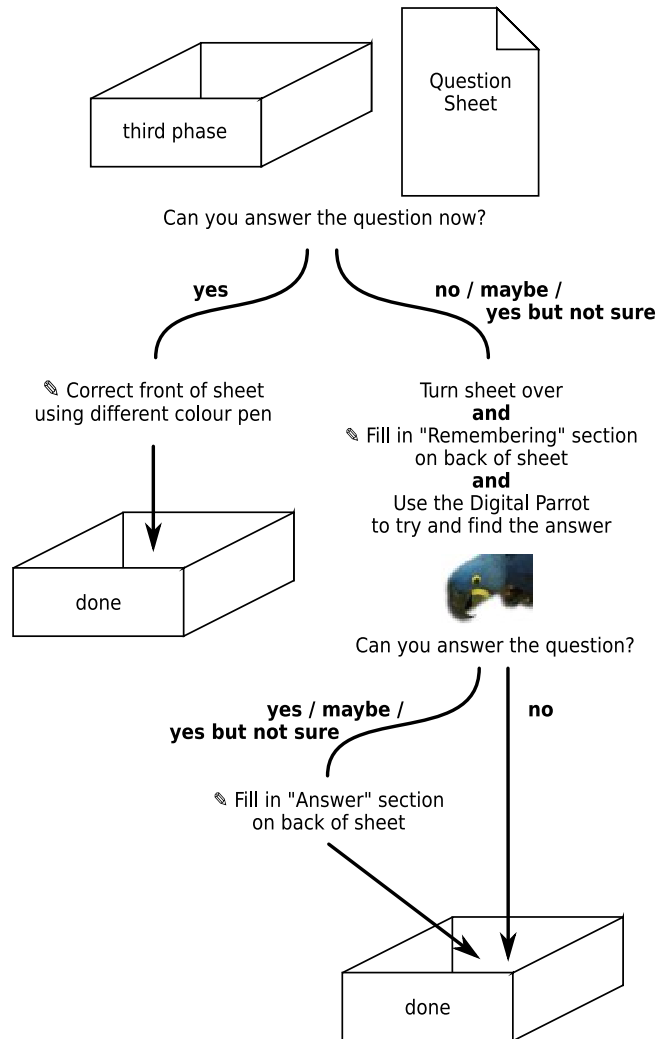 third phase
Question
Sheet
Can you answer the question now?
yes
no / maybe /
yes but not sure
✎ Correct front of sheet
using different colour pen
done
Turn sheet over
and
✎ Fill in "Remembering" section
on back of sheet
and
Use the Digital Parrot
to try and find the answer
Can you answer the question?
yes / maybe /
yes but not sure
no
✎ Fill in "Answer" section
on back of sheet
done